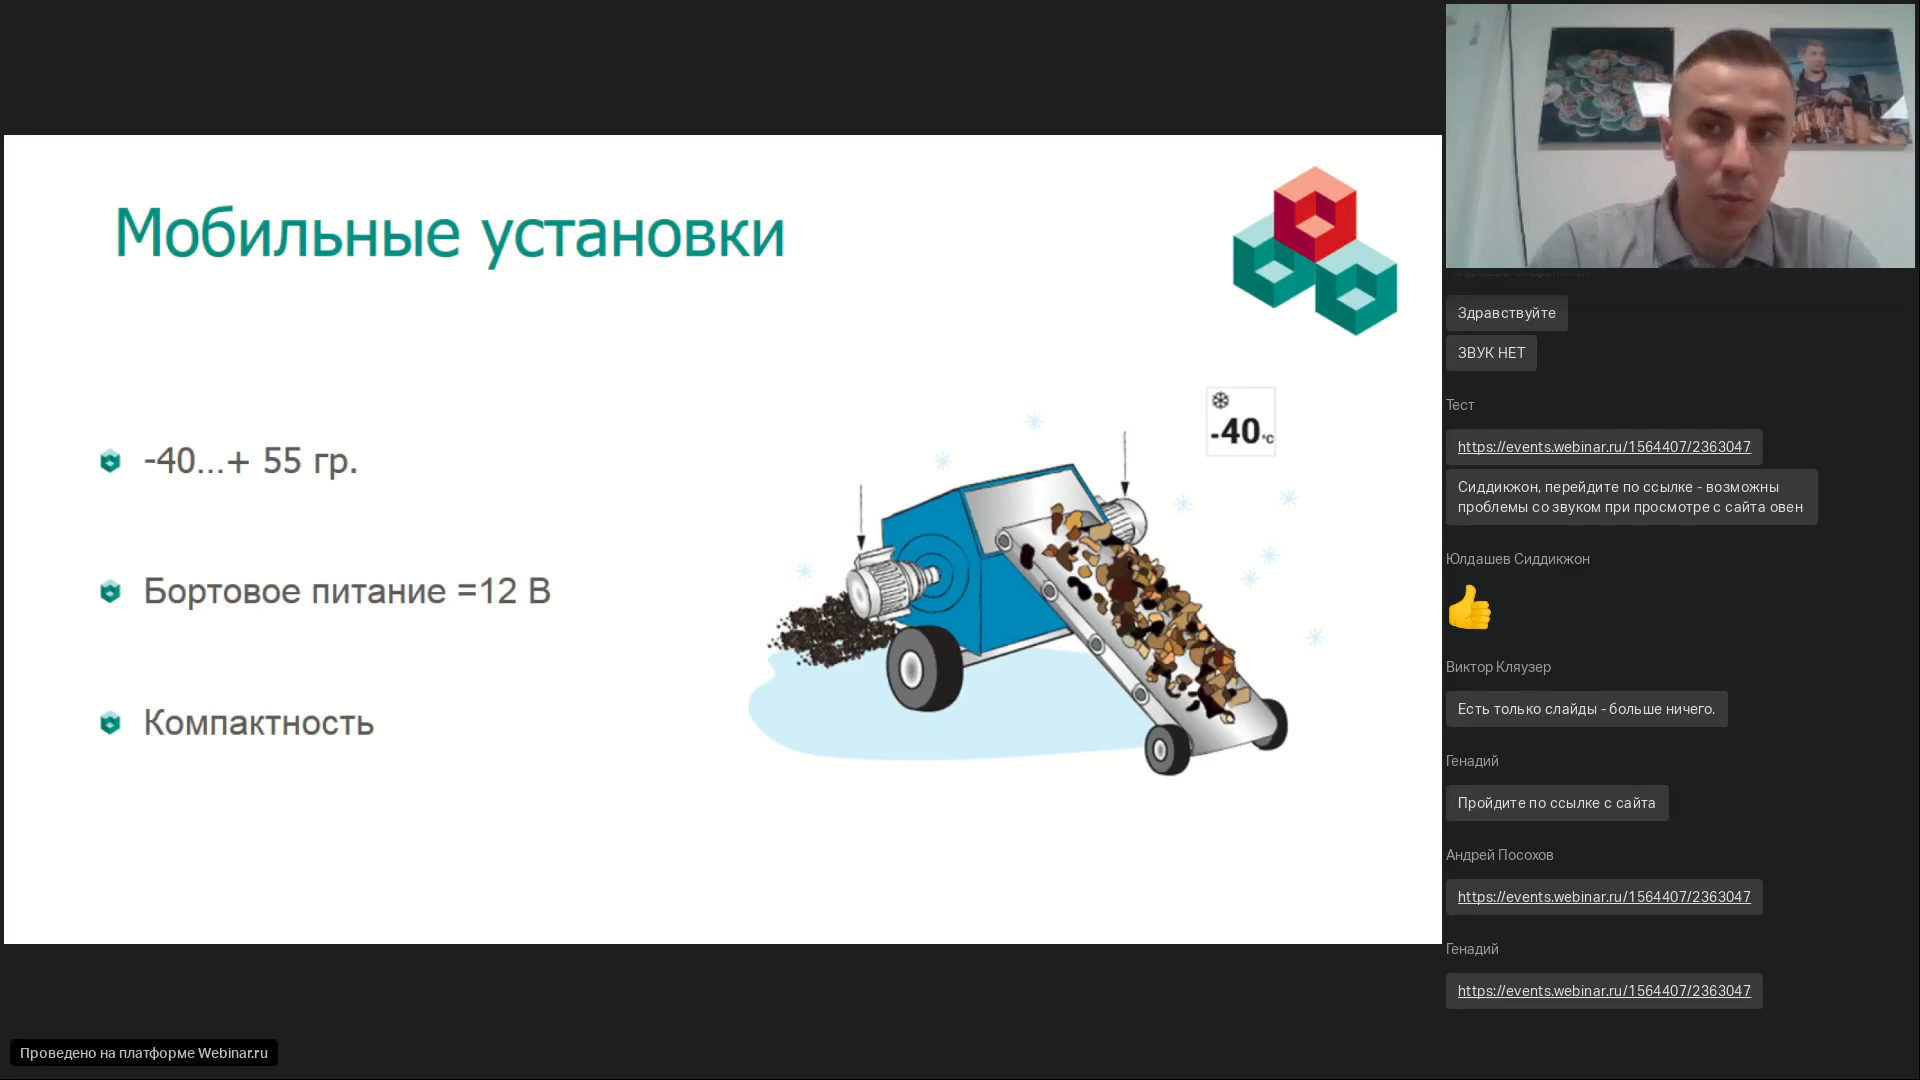 Мобильные установки
-40...+ 55 гр.
Бортовое питание =12 В
Компактность
-40°C
Здравствуйте
ЗВУК НЕТ
Тест
https://events.webinar.ru/1564407/2363047
Сиддикжон, перейдите по ссылке - возможны
проблемы со звуком при просмотре с сайта овен
Юлдашев Сиддикжон
Виктор Кляузер
Есть только слайды - больше ничего.
Генадий
Пройдите по ссылке с сайта
Андрей Посохов
https://events.webinar.ru/1564407/2363047
Генадий
https://events.webinar.ru/1564407/2363047
Проведено на платформе Webinar.ru